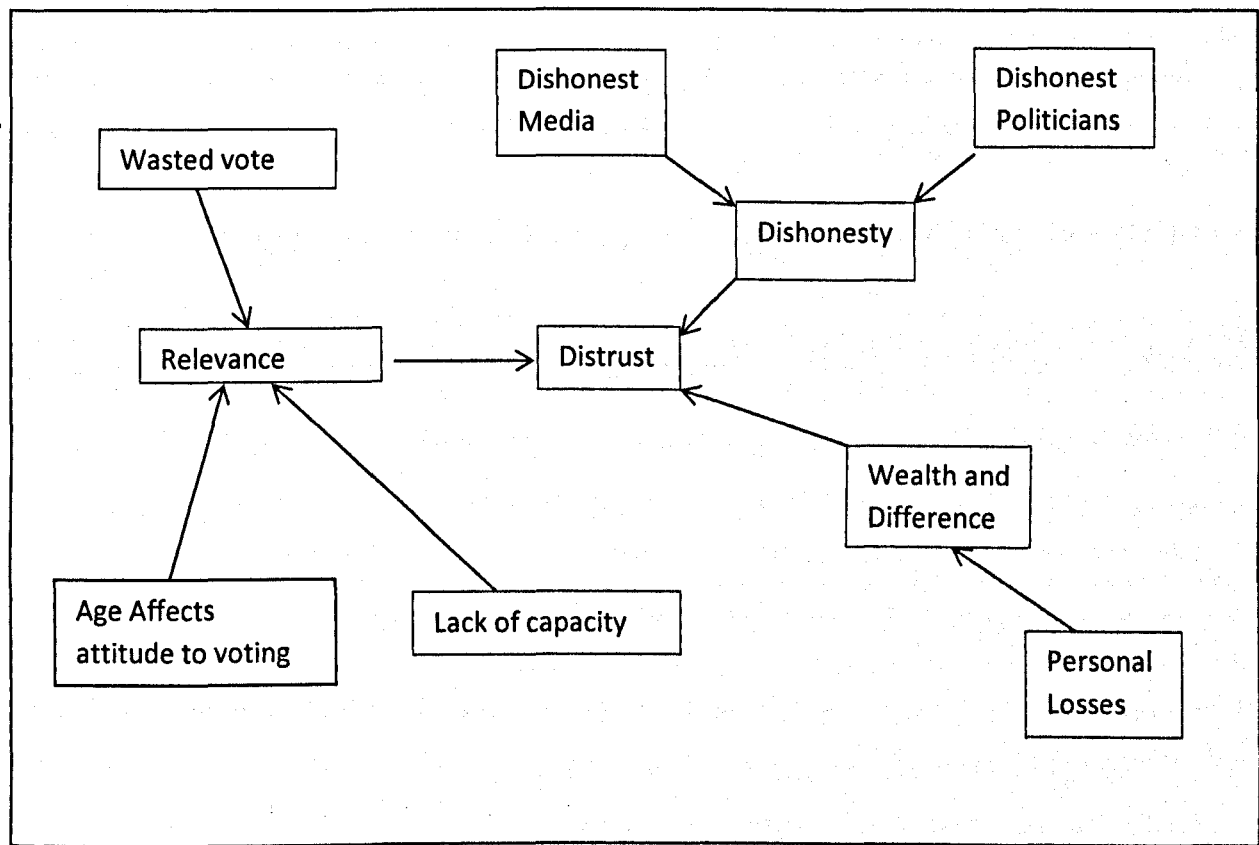 Dishonest
Media
Dishonest
Politicians
Wasted vote
Dishonesty
Relevance
Distrust
Wealth and
Difference
Age Affects
attitude to voting
Lack of capacity
Personal
Losses